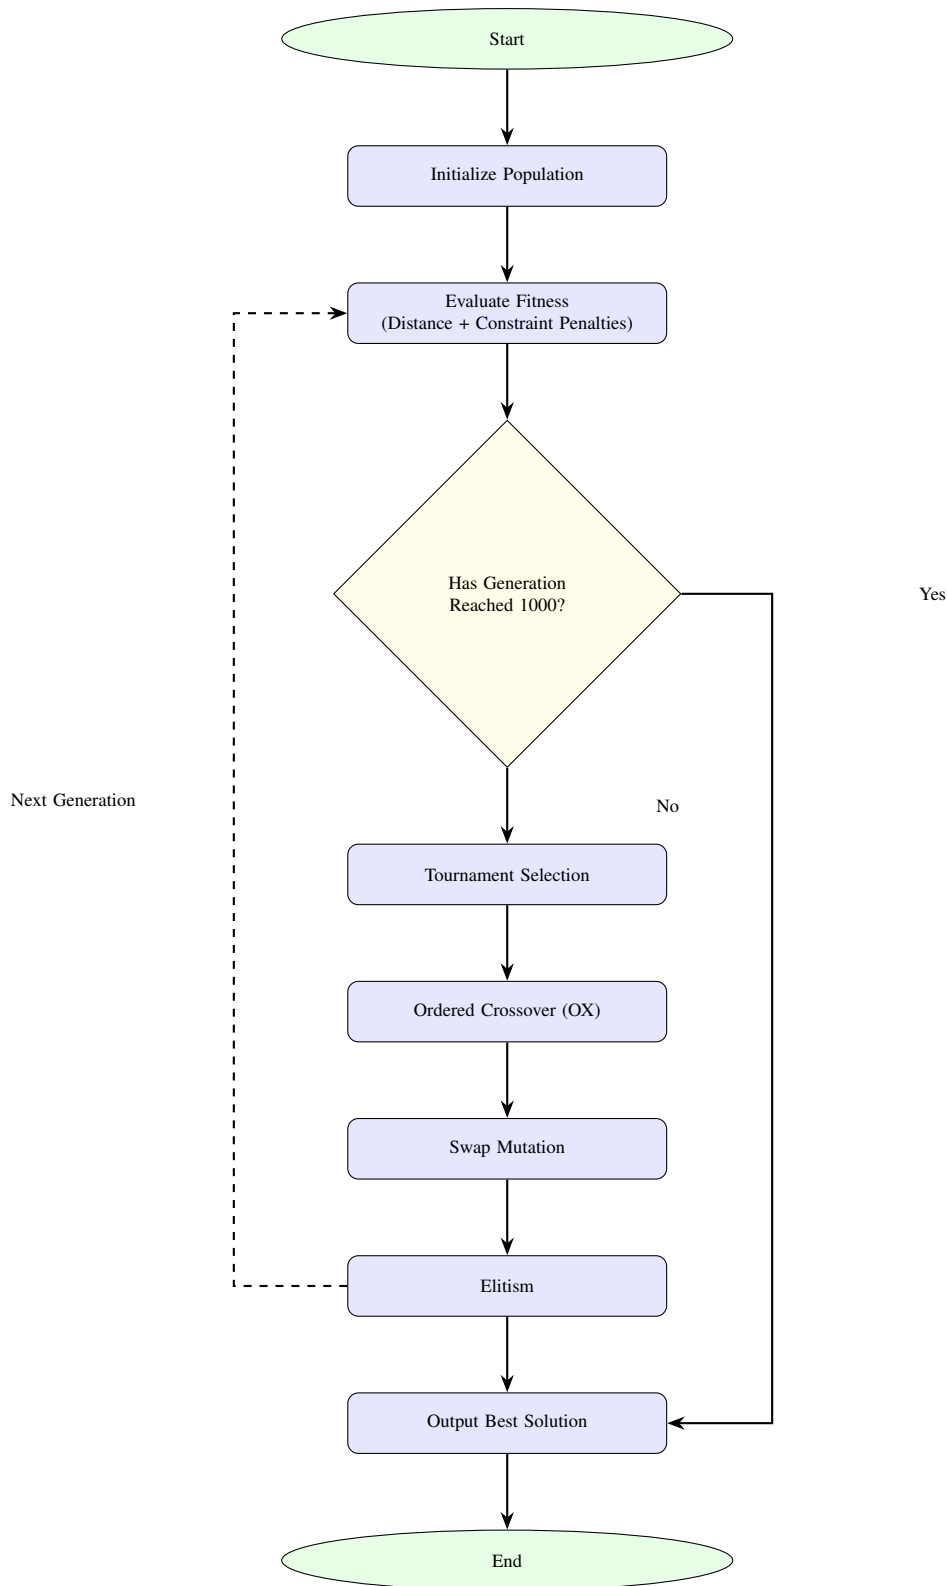 Start
Initialize Population
Evaluate Fitness
(Distance + Constraint Penalties)
Has Generation
Reached 1000?
Yes
Next Generation
No
Tournament Selection
Ordered Crossover (OX)
Swap Mutation
Elitism
Output Best Solution
End